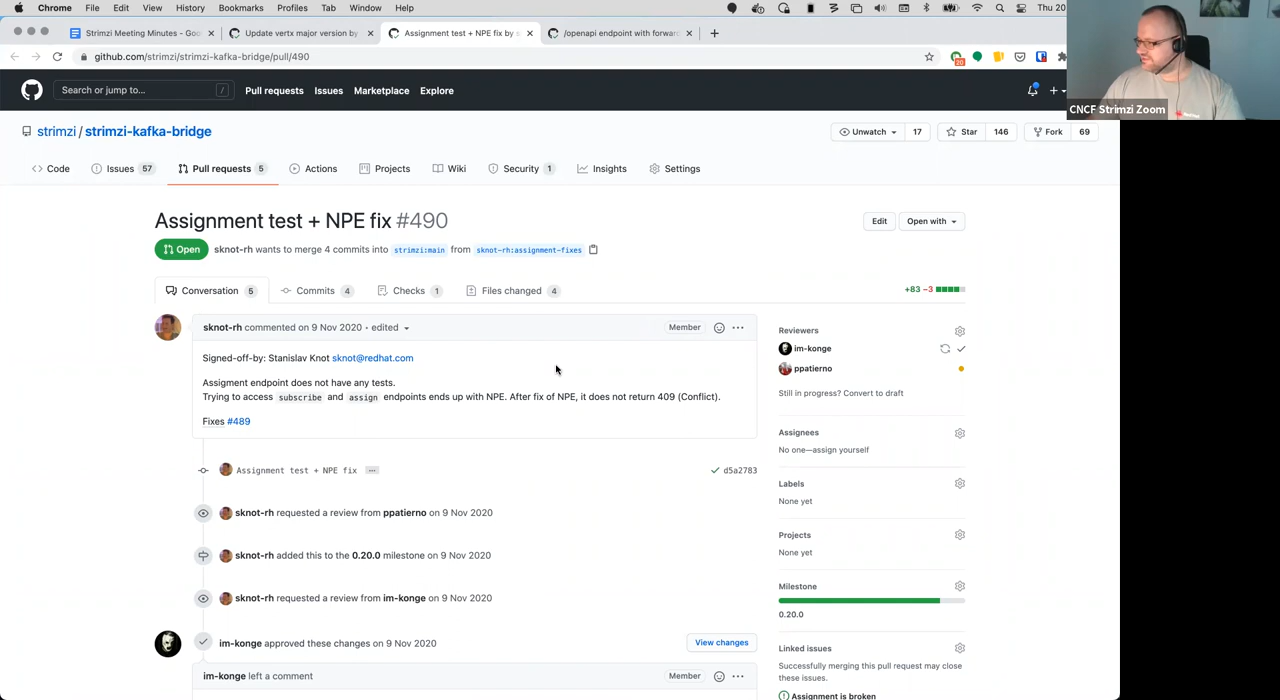 Chrome File Edit View History Bookmarks Profiles Tab Window Help Thu 20
Strimzi Meeting Minutes - Goo
Update vertx major version by
Assignment test + NPE fix by s
/openapi endpoint with forwar
github.com/strimzi/strimzi-kafka-bridge/pull/490
20
Search or jump to... /
Pull requests Issues Marketplace Explore
CNCF Strimzi Zoom
strimzi / strimzi-kafka-bridge
Unwatch 17 Star 146 Fork 69
Code Issues 57 Pull requests 5 Actions Projects Wiki Security 1 Insights Settings
Assignment test + NPE fix #490
Edit Open with
Open sknot-rh wants to merge 4 commits into strimzi:main from sknot-rh:assignment-fixes
Conversation 5 Commits 4 Checks 1 Files changed 4
+83 −3
sknot-rh commented on 9 Nov 2020 • edited
Member
Signed-off-by: Stanislav Knot sknot@redhat.com
Assigment endpoint does not have any tests.
Trying to access subscribe and assign endpoints ends up with NPE. After fix of NPE, it does not return 409 (Conflict).
Fixes #489
Assignment test + NPE fix ... d5a2783
sknot-rh requested a review from ppatierno on 9 Nov 2020
sknot-rh added this to the 0.20.0 milestone on 9 Nov 2020
sknot-rh requested a review from im-konge on 9 Nov 2020
im-konge approved these changes on 9 Nov 2020
View changes
im-konge left a comment
Member
Reviewers
im-konge
ppatierno
Still in progress? Convert to draft
Assignees
No one—assign yourself
Labels
None yet
Projects
None yet
Milestone
0.20.0
Linked issues
Successfully merging this pull request may close
these issues.
Assignment is broken